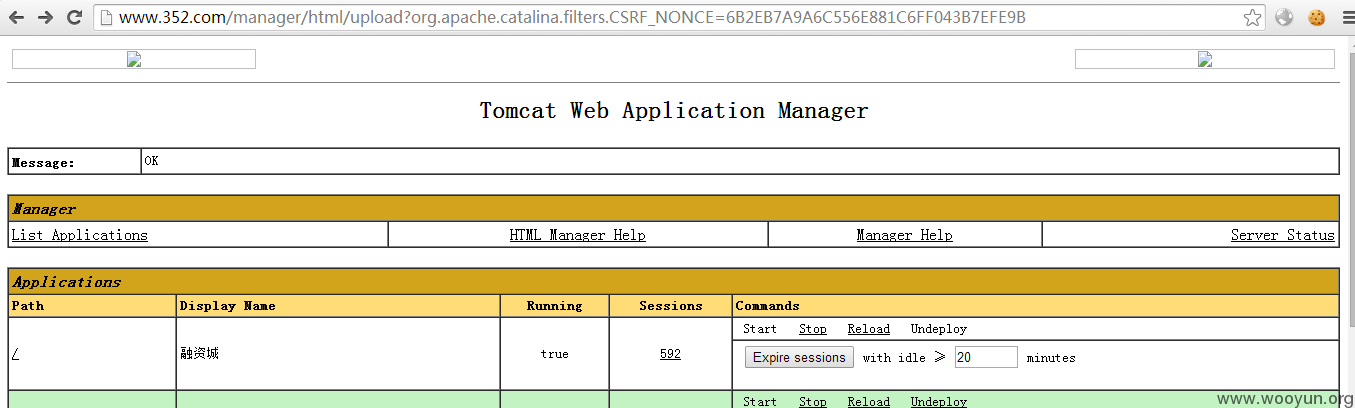 www.352.com/manager/html/upload?org.apache.catalina.filters.CSRF_NONCE=6B2EB7A9A6C556E881C6FF043B7EFE9B
Tomcat Web Application Manager
Message: OK
Manager
List Applications HTML Manager Help Manager Help Server Status
Applications
Path Display Name Running Sessions Commands
Start Stop Reload Undeploy
/ 融资城 true 592
Expire sessions with idle ≥ 20 minutes
Start Stop Reload Undeploy
www.wooyun.org